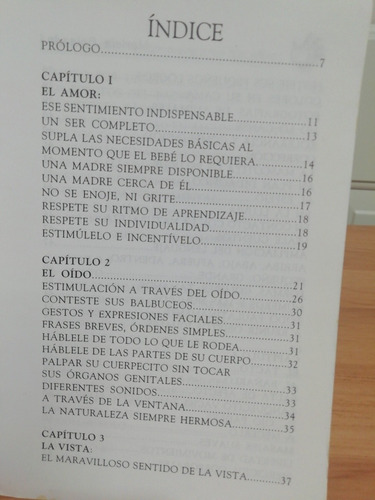 ÍNDICE
PRÓLOGO.....7
CAPÍTULO I
EL AMOR:
ESE SENTIMIENTO INDISPENSABLE.....11
UN SER COMPLETO.....13
SUPLA LAS NECESIDADES BÁSICAS AL
MOMENTO QUE EL BEBÉ LO REQUIERA.....14
UNA MADRE SIEMPRE DISPONIBLE.....16
UNA MADRE CERCA DE ÉL.....16
NO SE ENOJE, NI GRITE.....17
RESPETE SU RITMO DE APRENDIZAJE.....18
RESPETE SU INDIVIDUALIDAD.....18
ESTIMÚLELO E INCENTÍVELO.....19
CAPÍTULO 2
EL OÍDO.....21
ESTIMULACIÓN A TRAVÉS DEL OÍDO.....26
CONTESTE SUS BALBUCEOS.....30
GESTOS Y EXPRESIONES FACIALES.....31
FRASES BREVES, ÓRDENES SIMPLES.....31
HÁBLELE DE TODO LO QUE LE RODEA.....31
HÁBLELE DE LAS PARTES DE SU CUERPO.....32
PALPAR SU CUERPECITO SIN TOCAR
SUS ÓRGANOS GENITALES.....33
DIFERENTES SONIDOS.....33
A TRAVÉS DE LA VENTANA.....34
LA NATURALEZA SIEMPRE HERMOSA.....35
CAPÍTULO 3
LA VISTA:
EL MARAVILLOSO SENTIDO DE LA VISTA.....37